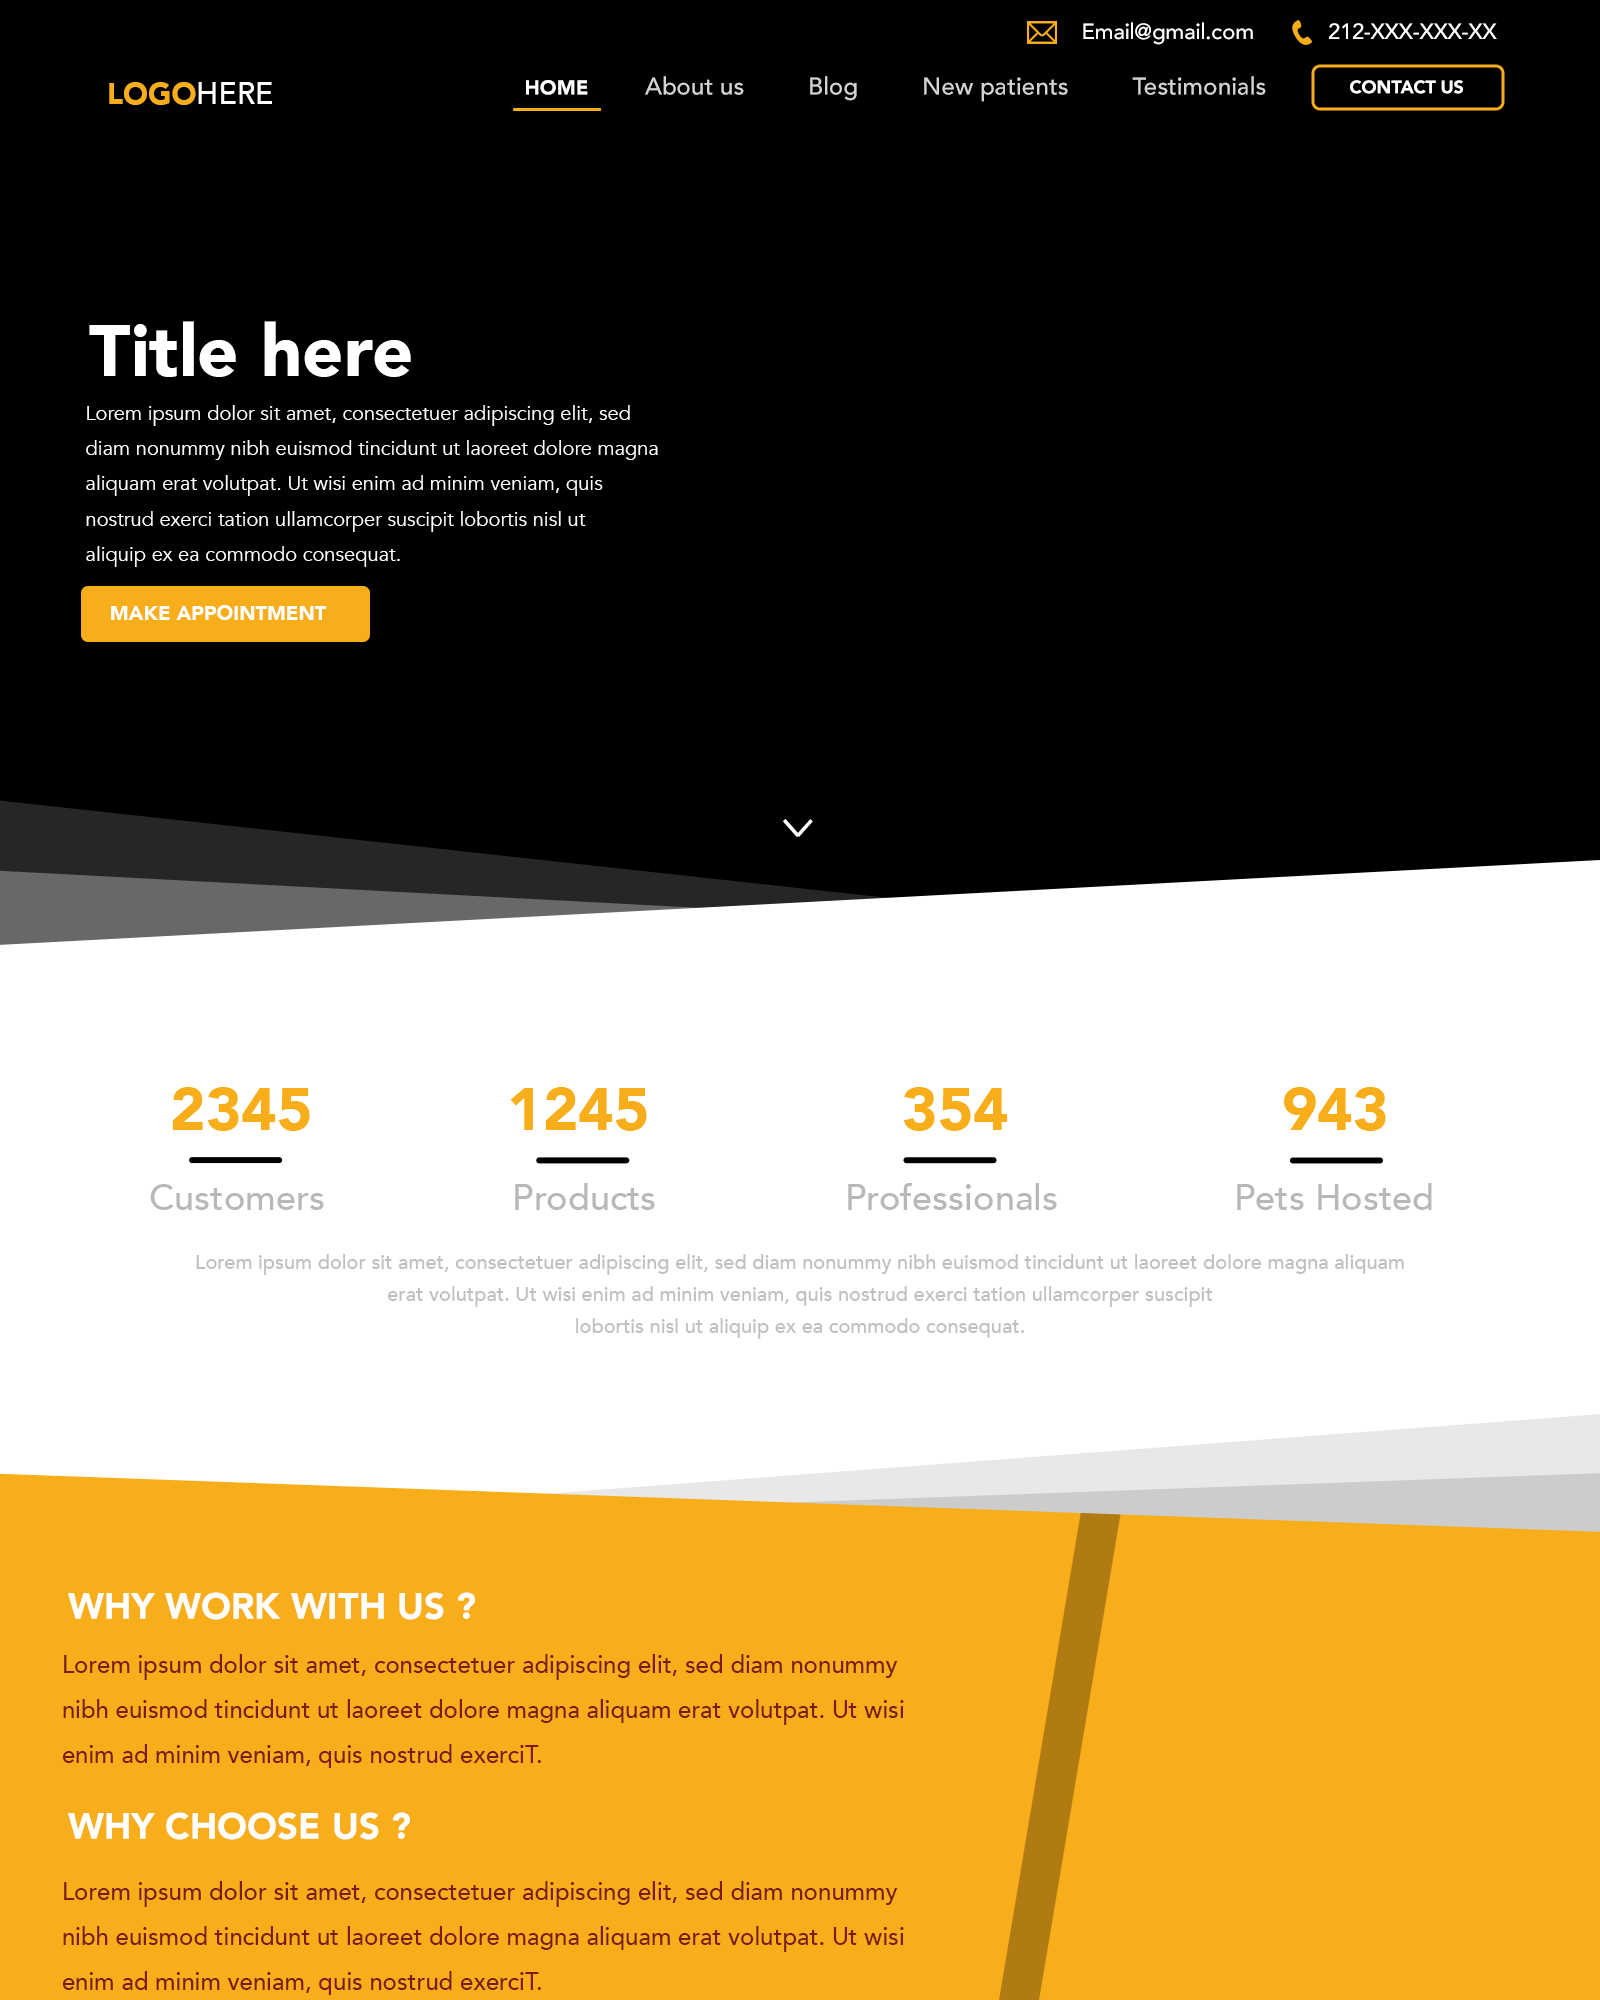 Email@gmail.com 212-XXX-XXX-XX
LOGOHERE HOME About us Blog New patients Testimonials CONTACT US
Title here
Lorem ipsum dolor sit amet, consectetuer adipiscing elit, sed
diam nonummy nibh euismod tincidunt ut laoreet dolore magna
aliquam erat volutpat. Ut wisi enim ad minim veniam, quis
nostrud exerci tation ullamcorper suscipit lobortis nisl ut
aliquip ex ea commodo consequat.
MAKE APPOINTMENT
2345 1245 354 943
Customers Products Professionals Pets Hosted
Lorem ipsum dolor sit amet, consectetuer adipiscing elit, sed diam nonummy nibh euismod tincidunt ut laoreet dolore magna aliquam
erat volutpat. Ut wisi enim ad minim veniam, quis nostrud exerci tation ullamcorper suscipit
lobortis nisl ut aliquip ex ea commodo consequat.
WHY WORK WITH US ?
Lorem ipsum dolor sit amet, consectetuer adipiscing elit, sed diam nonummy
nibh euismod tincidunt ut laoreet dolore magna aliquam erat volutpat. Ut wisi
enim ad minim veniam, quis nostrud exerciT.
WHY CHOOSE US ?
Lorem ipsum dolor sit amet, consectetuer adipiscing elit, sed diam nonummy
nibh euismod tincidunt ut laoreet dolore magna aliquam erat volutpat. Ut wisi
enim ad minim veniam, quis nostrud exerciT.